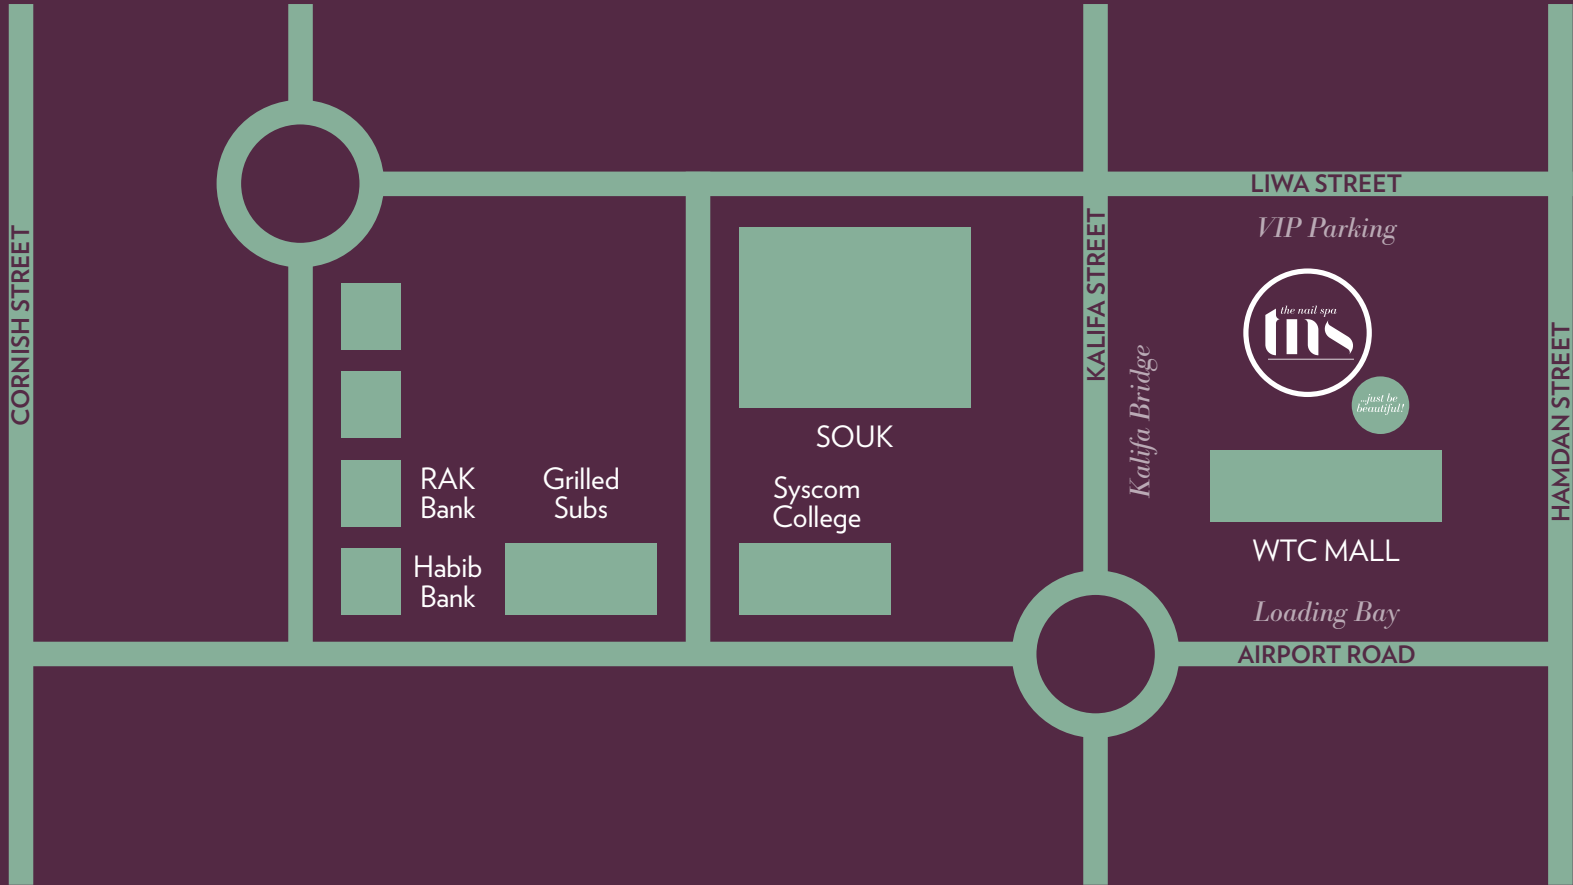 CORNISH STREET
RAK
Bank
Habib
Bank
Grilled
Subs
SOUK
Syscom
College
KALIFA STREET
Kalifa Bridge
LIWA STREET
VIP Parking
the nail spa
tns
...just be
beautiful!
WTC MALL
Loading Bay
AIRPORT ROAD
HAMDAN STREET